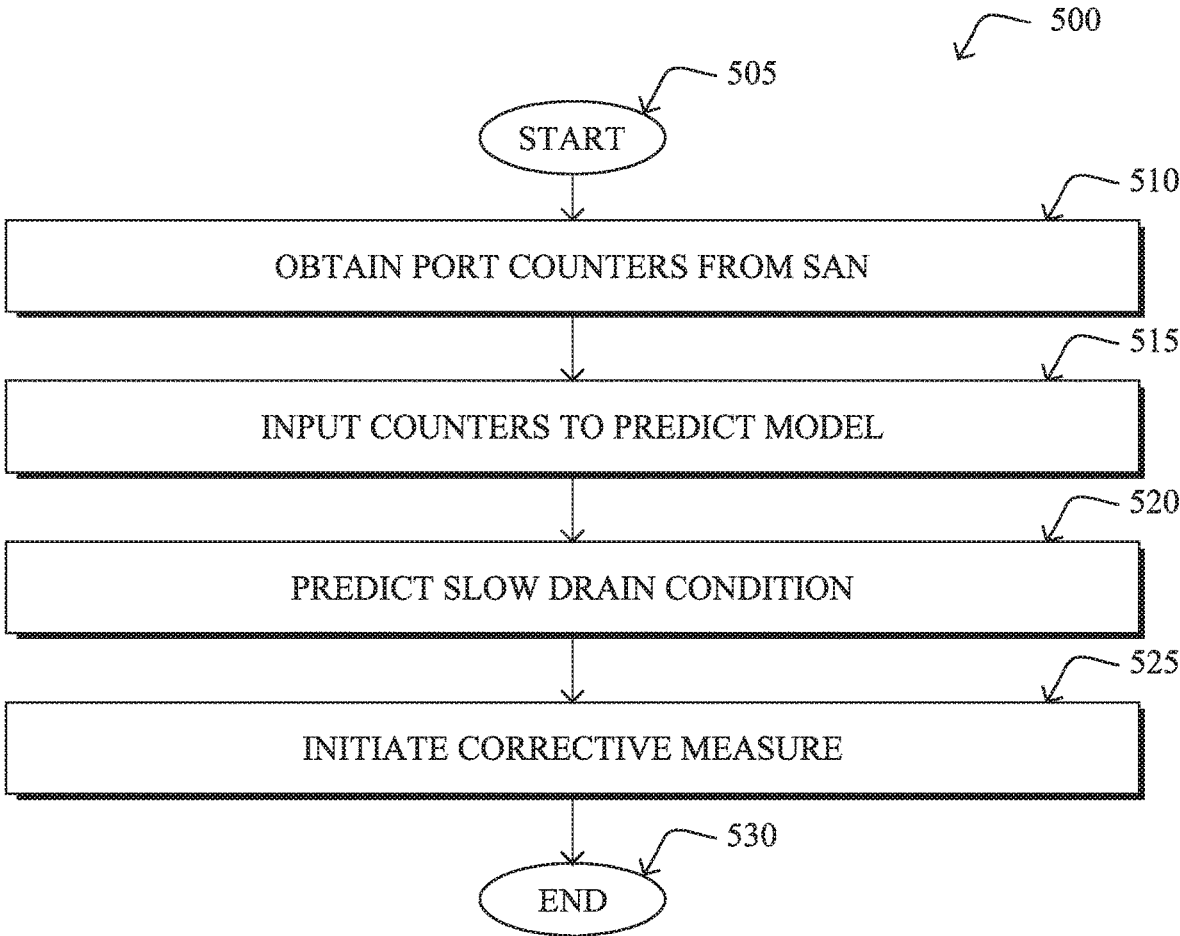 500
505
START
510
OBTAIN PORT COUNTERS FROM SAN
515
INPUT COUNTERS TO PREDICT MODEL
520
PREDICT SLOW DRAIN CONDITION
525
INITIATE CORRECTIVE MEASURE
530
END